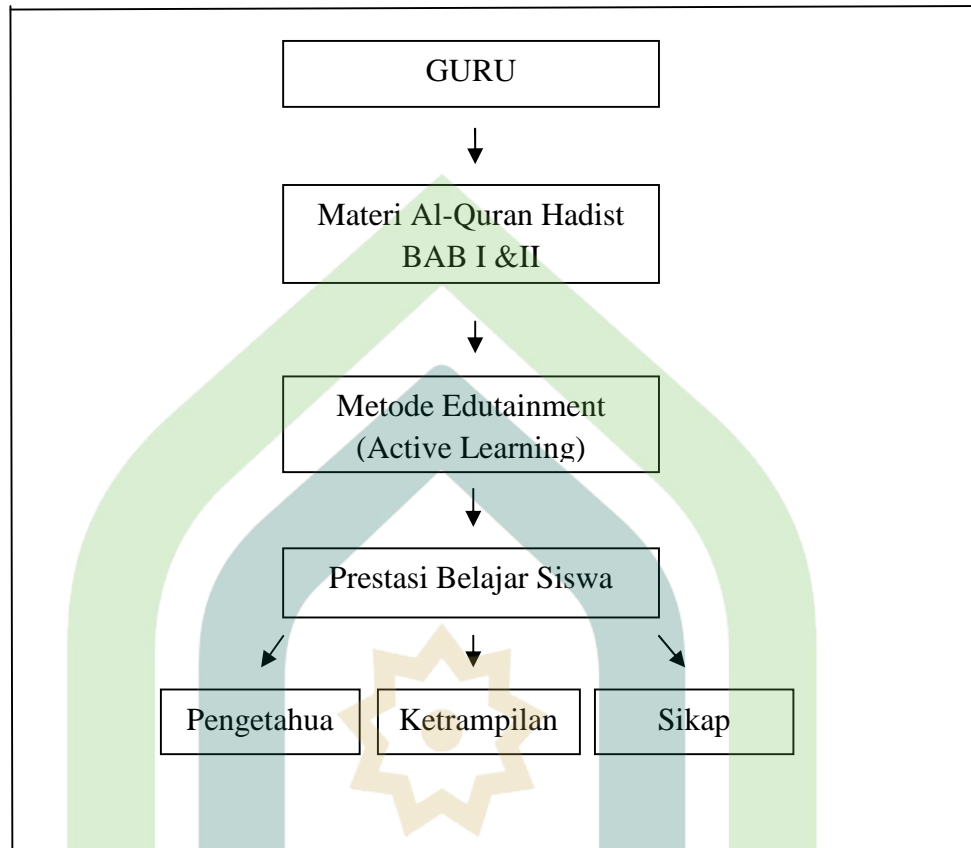 GURU
Materi Al-Quran Hadist
BAB I &II
Metode Edutainment
(Active Learning)
Prestasi Belajar Siswa
Pengetahua Ketrampilan Sikap